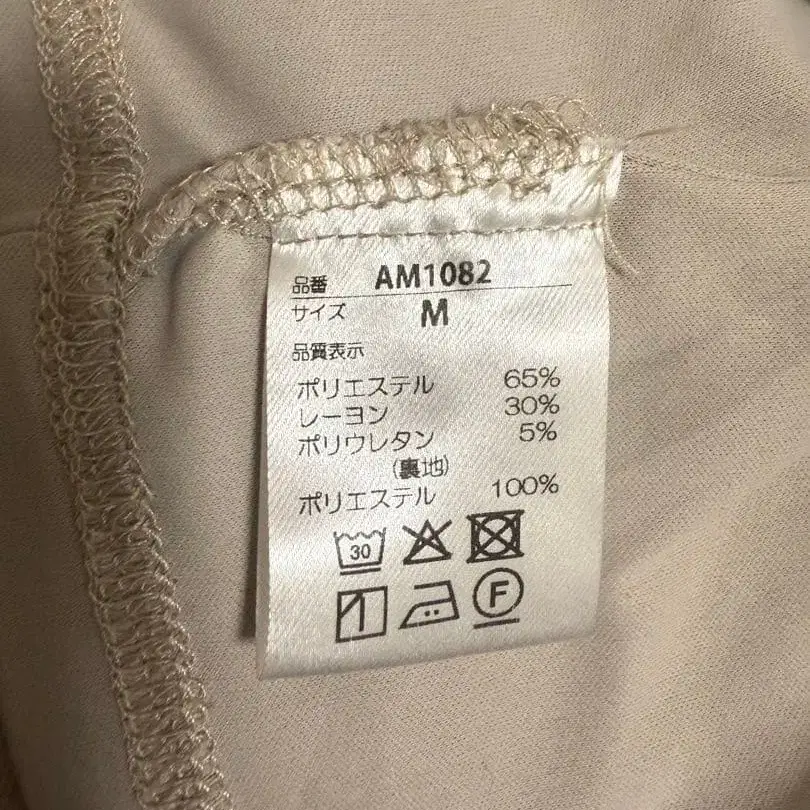 品番 AM1082
サイズ M
品質表示
ポリエステル 65%
レーヨン 30%
ポリウレタン 5%
(裏地)
ポリエステル 100%
30
F